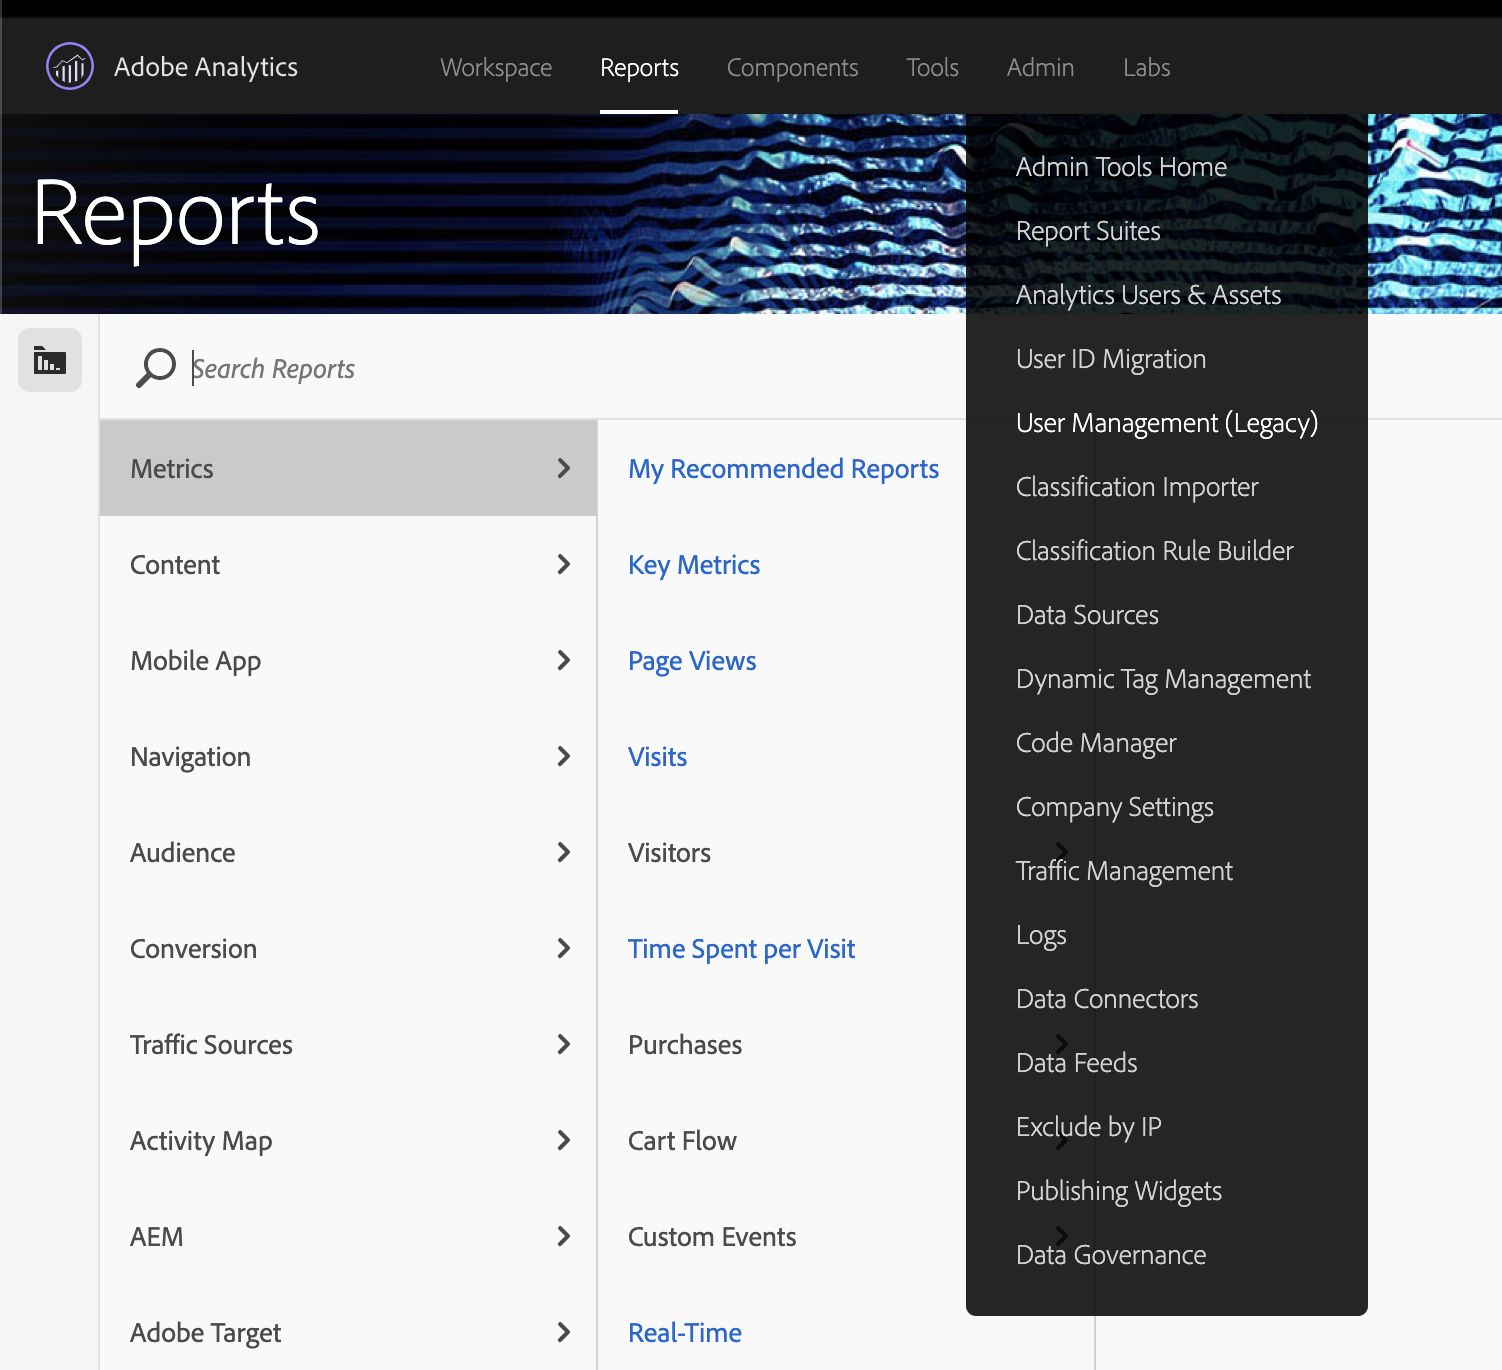 Adobe Analytics
Workspace
Reports
Components
Tools
Admin
Labs
Reports
Search Reports
Metrics
Content
Mobile App
Navigation
Audience
Conversion
Traffic Sources
Activity Map
AEM
Adobe Target
My Recommended Reports
Key Metrics
Page Views
Visits
Visitors
Time Spent per Visit
Purchases
Cart Flow
Custom Events
Real-Time
Admin Tools Home
Report Suites
Analytics Users & Assets
User ID Migration
User Management (Legacy)
Classification Importer
Classification Rule Builder
Data Sources
Dynamic Tag Management
Code Manager
Company Settings
Traffic Management
Logs
Data Connectors
Data Feeds
Exclude by IP
Publishing Widgets
Data Governance